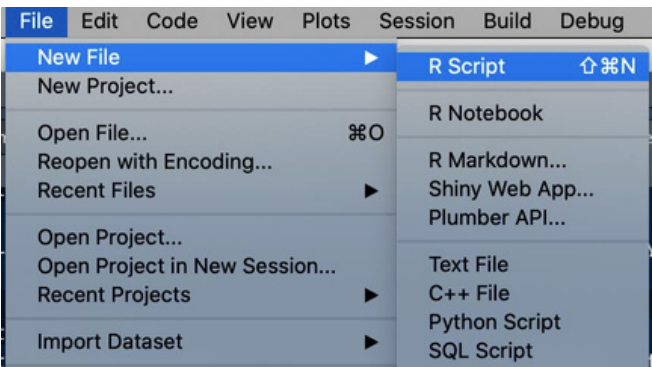 File Edit Code View Plots Session Build Debug
New File ▶
New Project...
Open File... ⌘O
Reopen with Encoding...
Recent Files ▶
Open Project...
Open Project in New Session...
Recent Projects ▶
Import Dataset ▶
R Script ⇧⌘N
R Notebook
R Markdown...
Shiny Web App...
Plumber API...
Text File
C++ File
Python Script
SQL Script